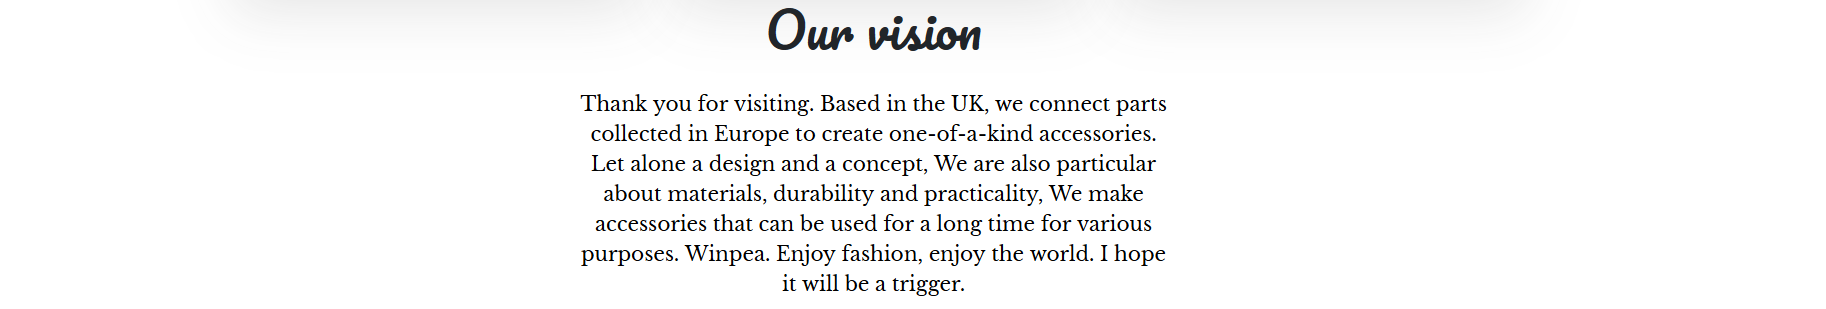 Our vision
Thank you for visiting. Based in the UK, we connect parts
collected in Europe to create one-of-a-kind accessories.
Let alone a design and a concept, We are also particular
about materials, durability and practicality, We make
accessories that can be used for a long time for various
purposes. Winpea. Enjoy fashion, enjoy the world. I hope
it will be a trigger.